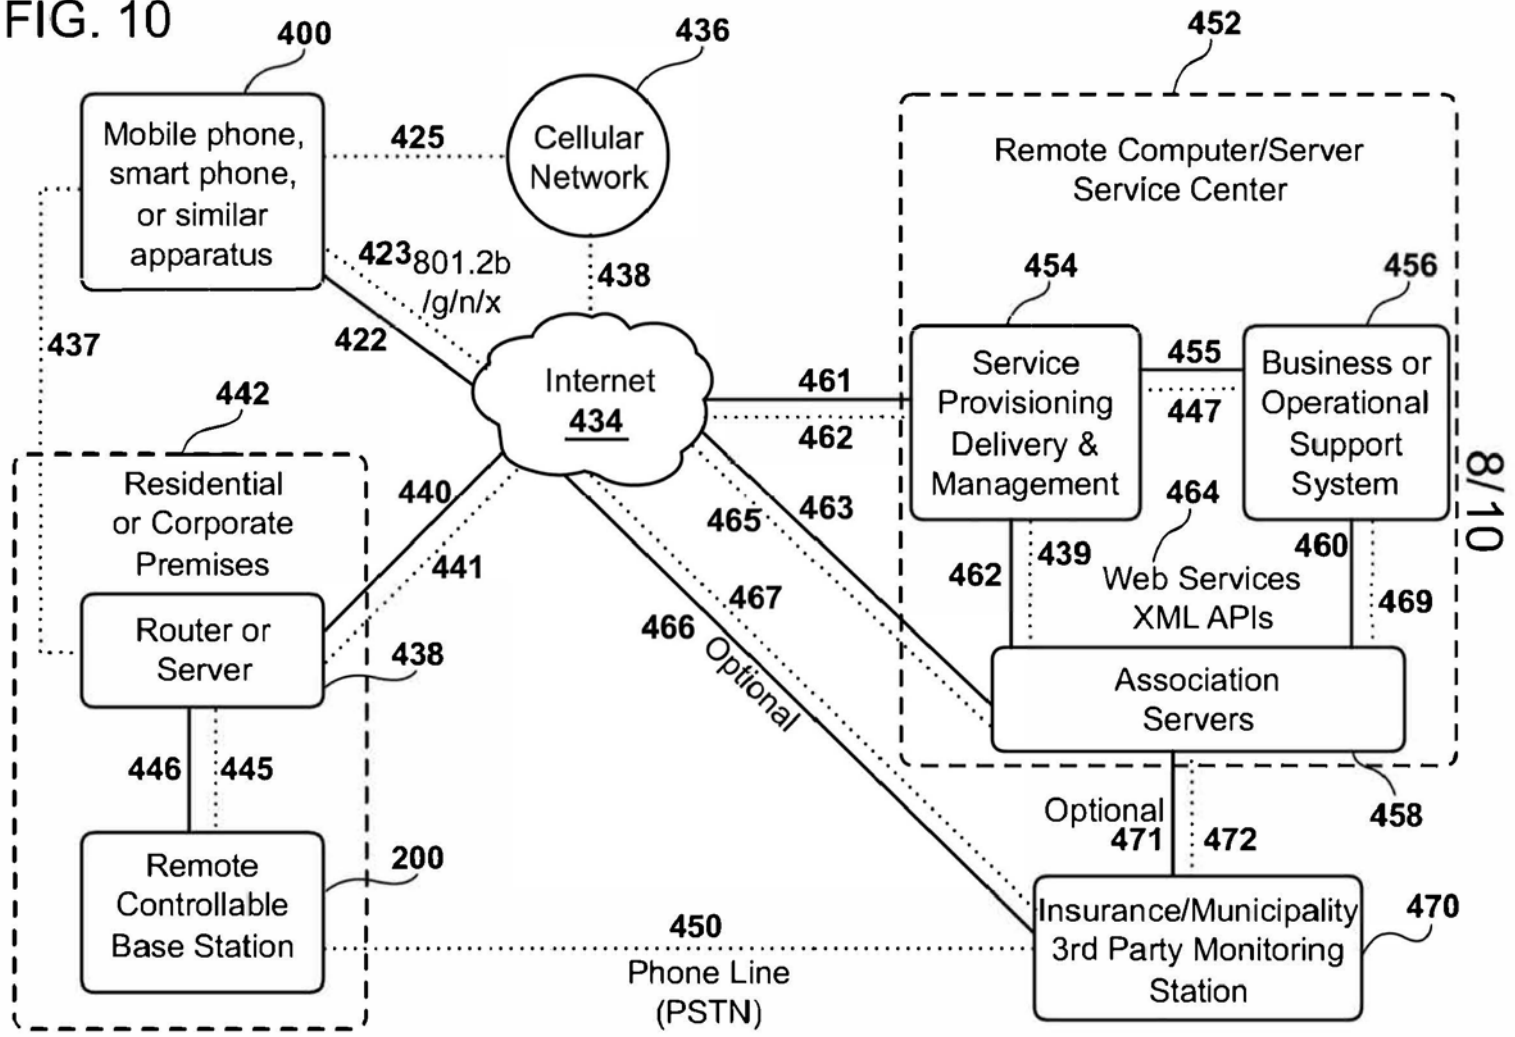 FIG. 10
400
436
452
Mobile phone,
smart phone,
or similar
apparatus
425
Cellular
Network
Remote Computer/Server
Service Center
423
801.2b
/g/n/x
438
422
437
454
456
Internet
434
461
462
Service
Provisioning
Delivery &
Management
455
447
Business or
Operational
Support
System
8/10
442
Residential
or Corporate
Premises
440
441
465
463
464
462
439
Web Services
XML APIs
460
469
Router or
Server
438
467
466
Optional
Association
Servers
458
446
445
Optional
471
472
Remote
Controllable
Base Station
200
450
Phone Line
(PSTN)
Insurance/Municipality
3rd Party Monitoring
Station
470